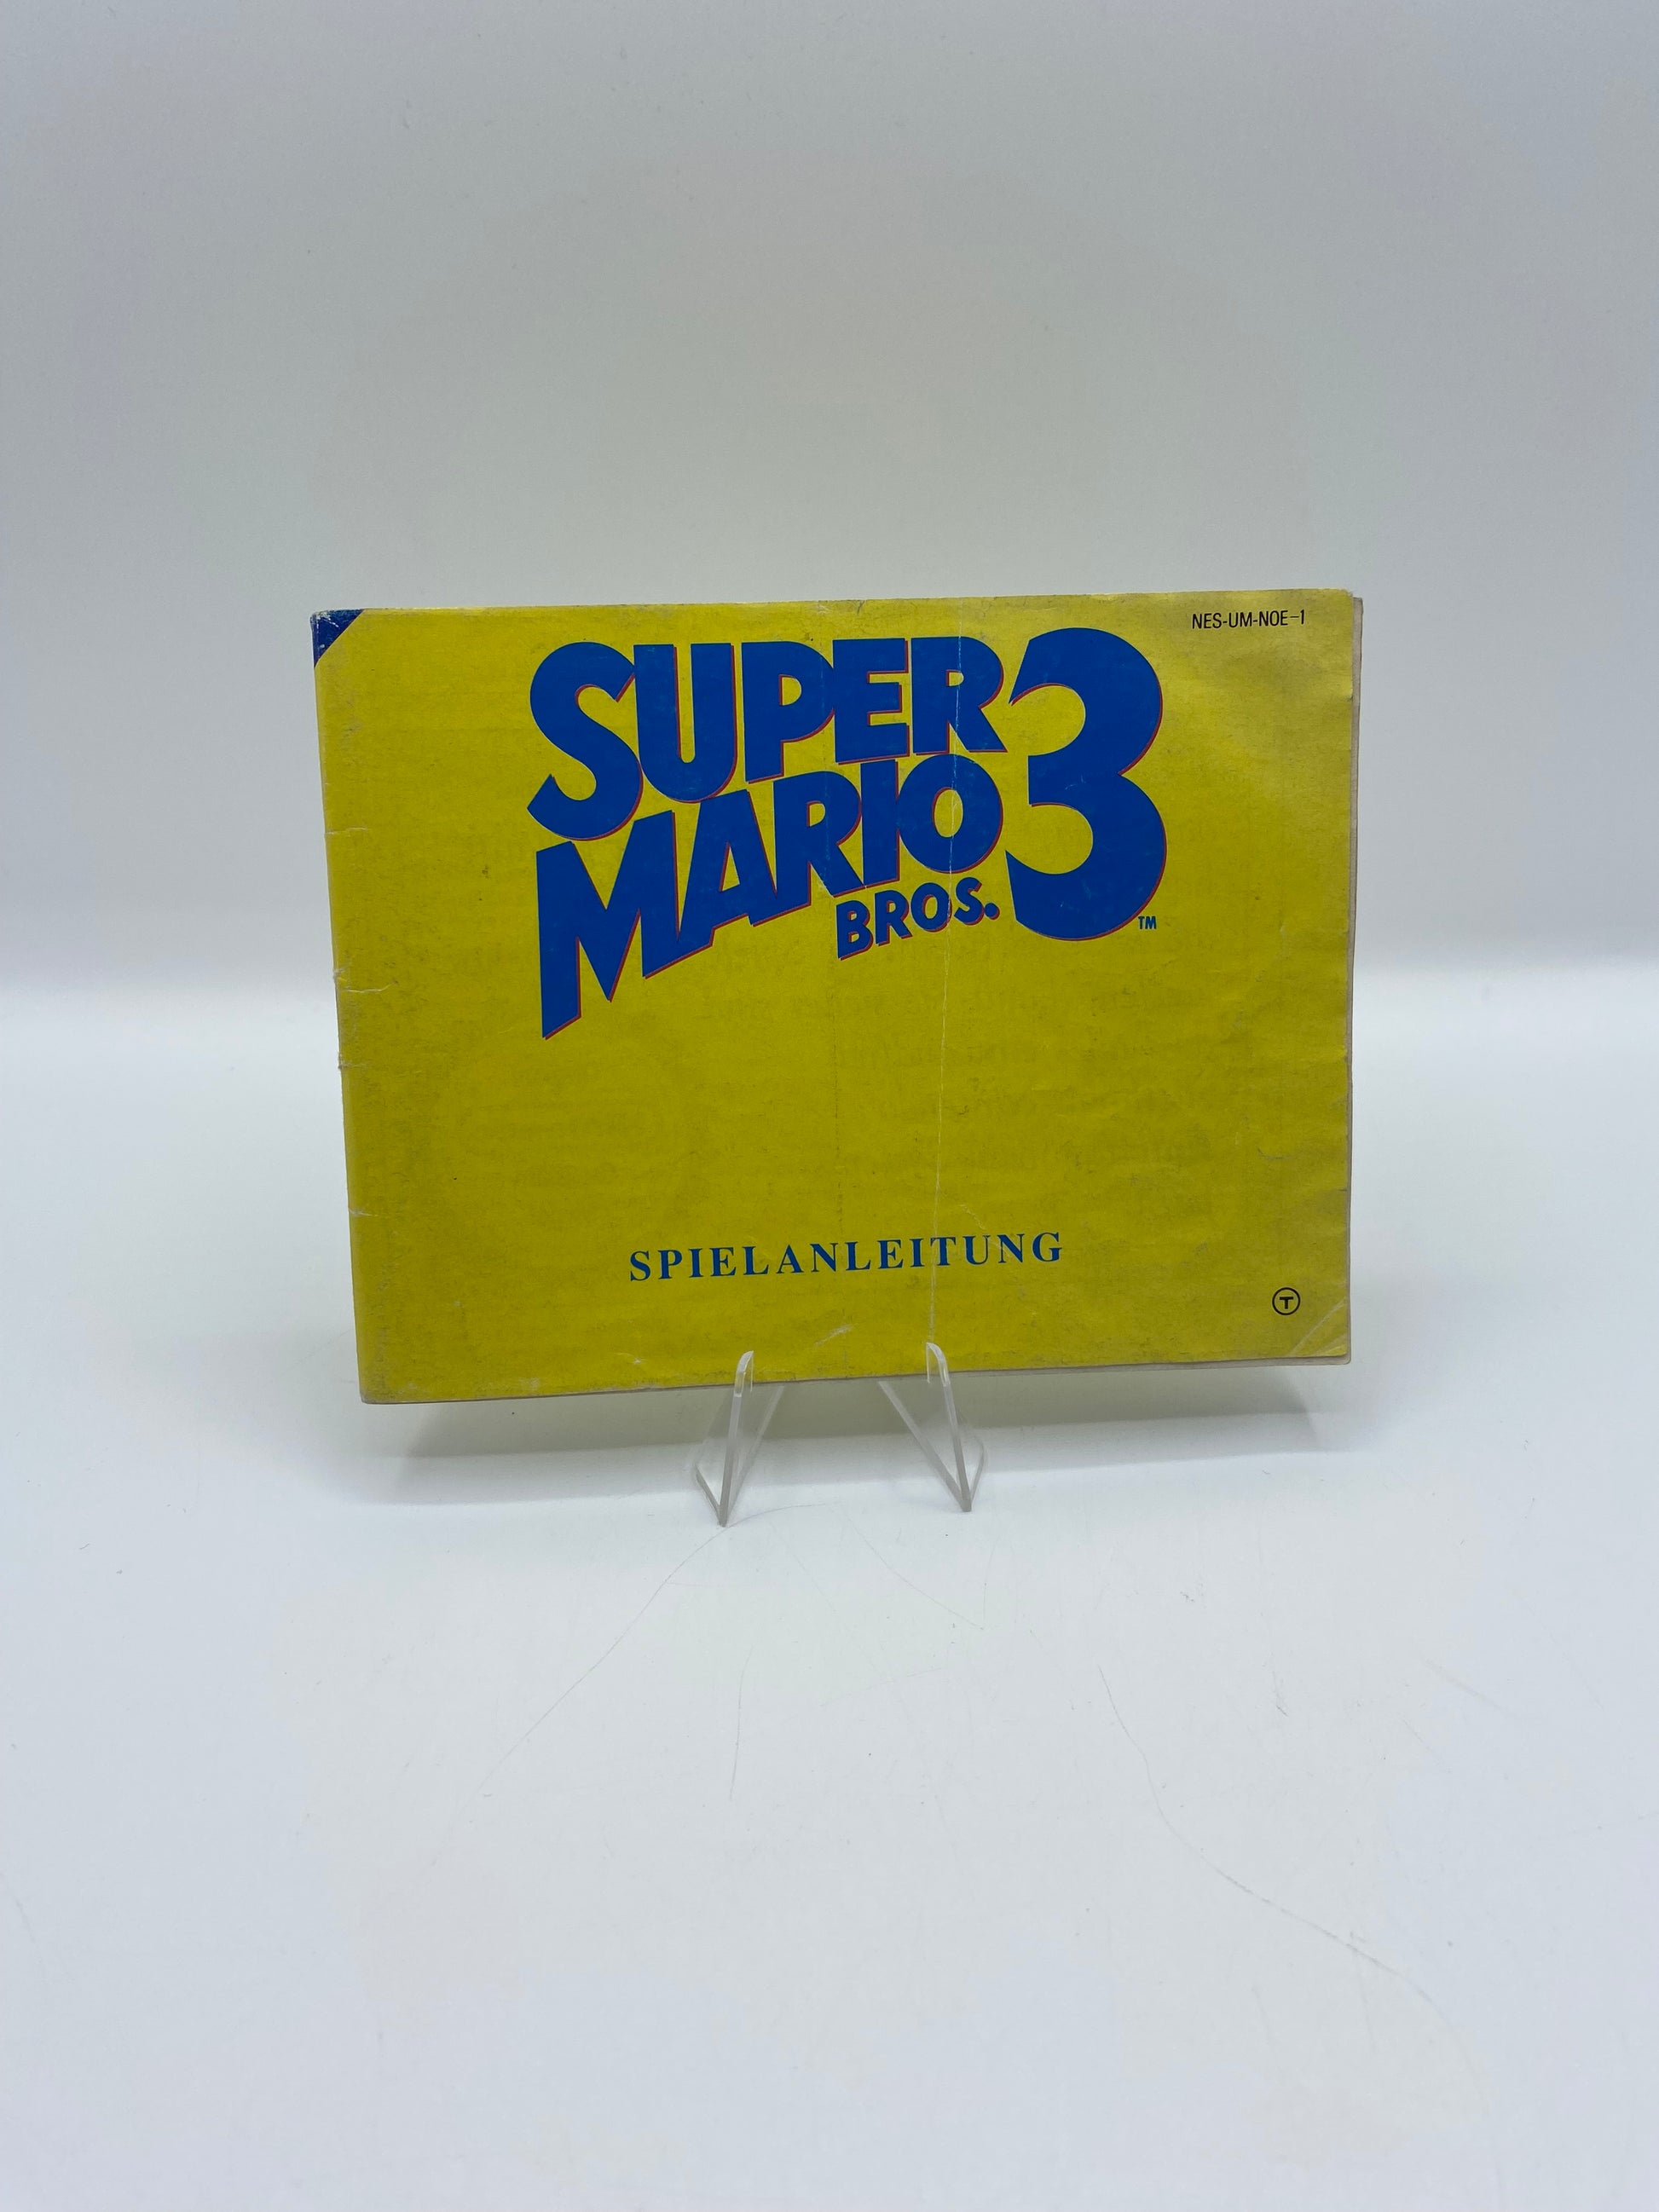 NES-UM-NOE-1
SUPER
MARIO
BROS. 3
TM
SPIELANLEITUNG
T